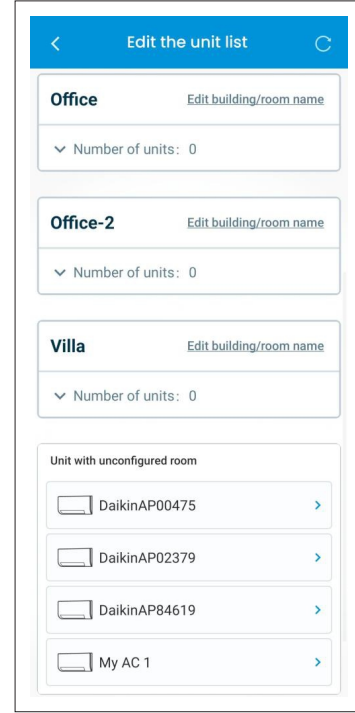 Edit the unit list
Office Edit building/room name
Number of units: 0
Office-2 Edit building/room name
Number of units: 0
Villa Edit building/room name
Number of units: 0
Unit with unconfigured room
DaikinAP00475
DaikinAP02379
DaikinAP84619
My AC 1